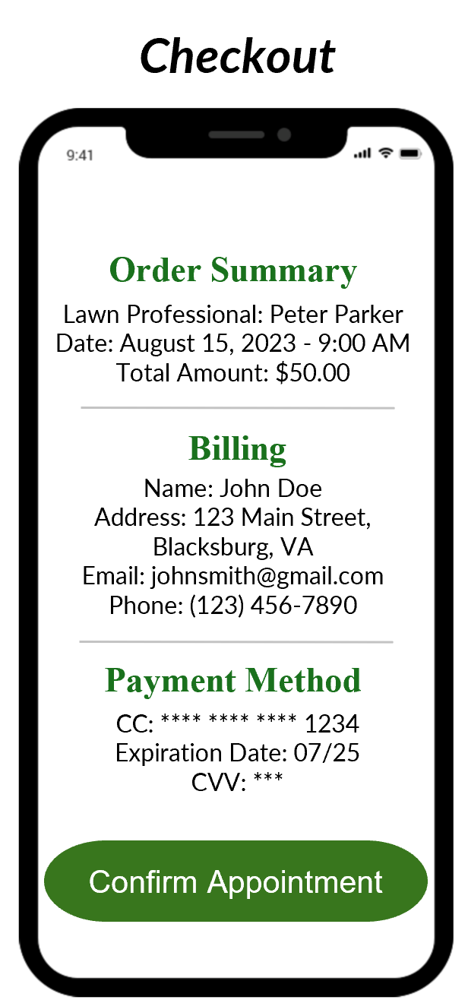 Checkout
9:41
Order Summary
Lawn Professional: Peter Parker
Date: August 15, 2023 - 9:00 AM
Total Amount: $50.00
Billing
Name: John Doe
Address: 123 Main Street,
Blacksburg, VA
Email: johnsmith@gmail.com
Phone: (123) 456-7890
Payment Method
CC: **** **** **** 1234
Expiration Date: 07/25
CVV: ***
Confirm Appointment